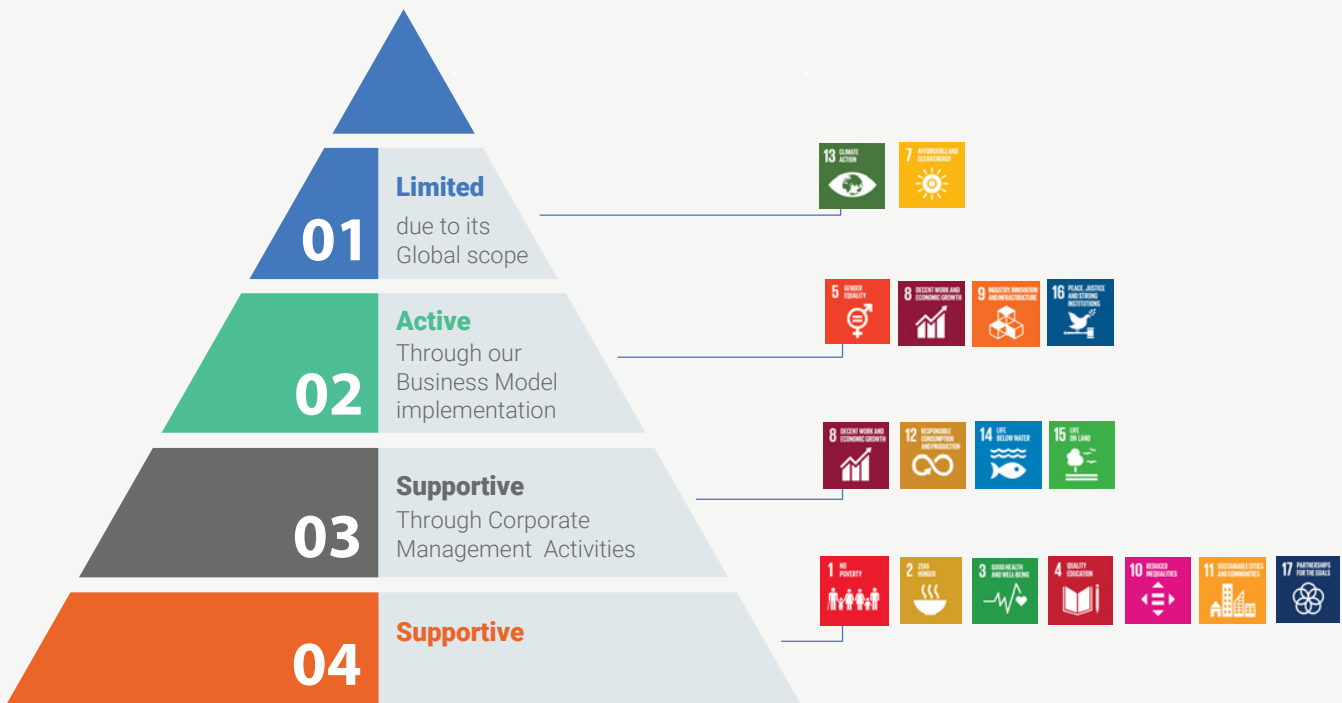 01
Limited
due to its
Global scope
13 CLIMATE
ACTION
7 AFFORDABLE AND
CLEAN ENERGY
02
Active
Through our
Business Model
implementation
5 GENDER
EQUALITY
8 DECENT WORK AND
ECONOMIC GROWTH
9 INDUSTRY, INNOVATION
AND INFRASTRUCTURE
16 PEACE, JUSTICE
AND STRONG
INSTITUTIONS
03
Supportive
Through Corporate
Management Activities
8 DECENT WORK AND
ECONOMIC GROWTH
12 RESPONSIBLE
CONSUMPTION
AND PRODUCTION
14 LIFE
BELOW WATER
15 LIFE
ON LAND
04
Supportive
1 NO
POVERTY
2 ZERO
HUNGER
3 GOOD HEALTH
AND WELL-BEING
4 QUALITY
EDUCATION
10 REDUCED
INEQUALITIES
11 SUSTAINABLE CITIES
AND COMMUNITIES
17 PARTNERSHIPS
FOR THE GOALS